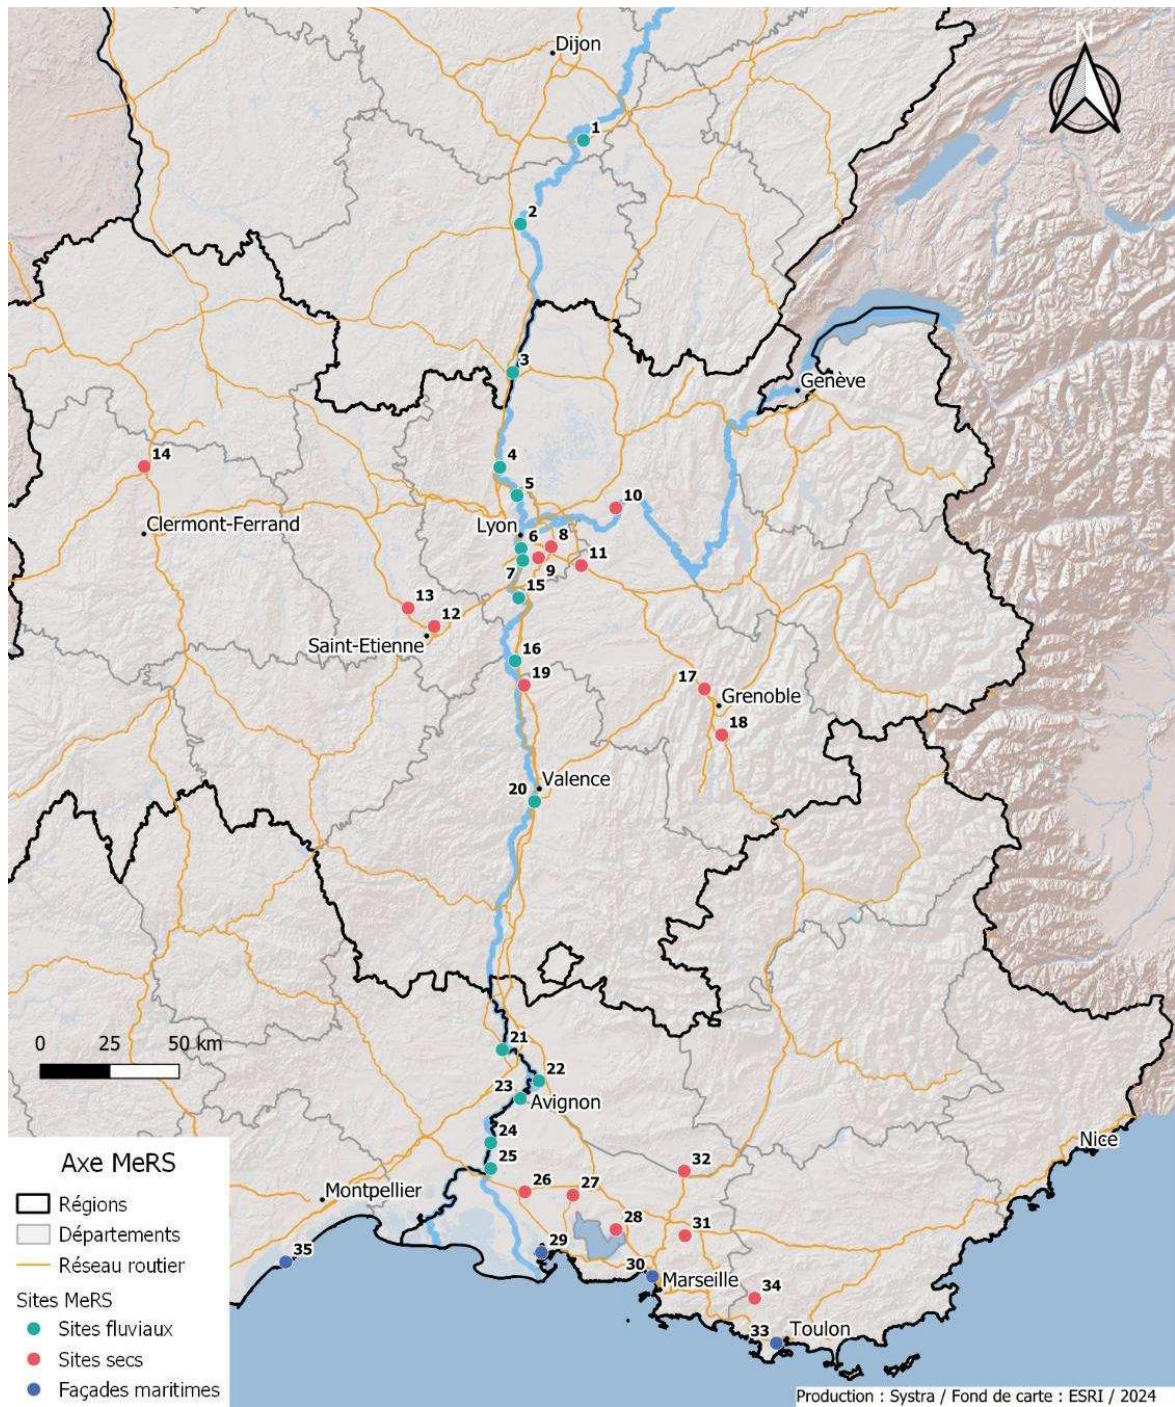 N
Dijon
1
2
3
Genève
4
14
5
10
Clermont-Ferrand
Lyon
6
8
7
9
11
15
13
12
Saint-Etienne
16
19
17
Grenoble
18
Valence
20
0 25 50 km
21
22
23
Avignon
24
25
32
Nice
26
27
Montpellier
28
31
29
35
30
Marseille
34
33
Toulon
Axe MeRS
Régions
Départements
Réseau routier
Sites MeRS
Sites fluviaux
Sites secs
Façades maritimes
Production : Systra / Fond de carte : ESRI / 2024